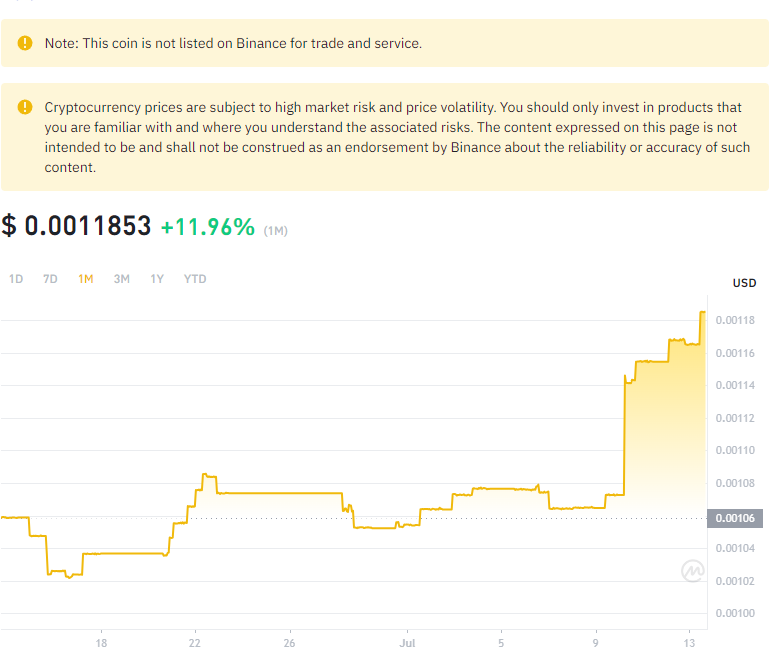 Note: This coin is not listed on Binance for trade and service.
Cryptocurrency prices are subject to high market risk and price volatility. You should only invest in products that
you are familiar with and where you understand the associated risks. The content expressed on this page is not
intended to be and shall not be construed as an endorsement by Binance about the reliability or accuracy of such
content.
$ 0.0011853 +11.96% (1M)
1D 7D 1M 3M 1Y YTD
USD
0.00118
0.00116
0.00114
0.00112
0.00110
0.00108
0.00106
0.00104
0.00102
0.00100
18 22 26 Jul 5 9 13